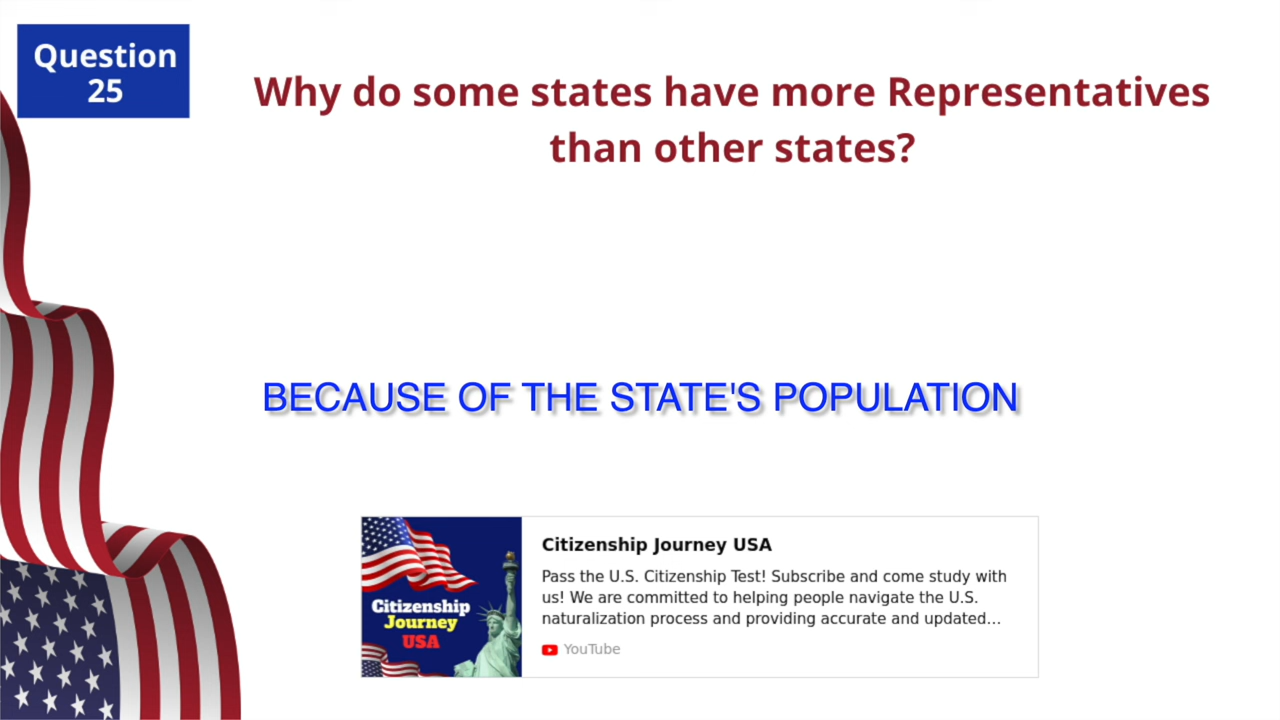 Question
25
Why do some states have more Representatives
than other states?
BECAUSE OF THE STATE'S POPULATION
Citizenship
Journey
USA
Citizenship Journey USA
Pass the U.S. Citizenship Test! Subscribe and come study with
us! We are committed to helping people navigate the U.S.
naturalization process and providing accurate and updated...
YouTube